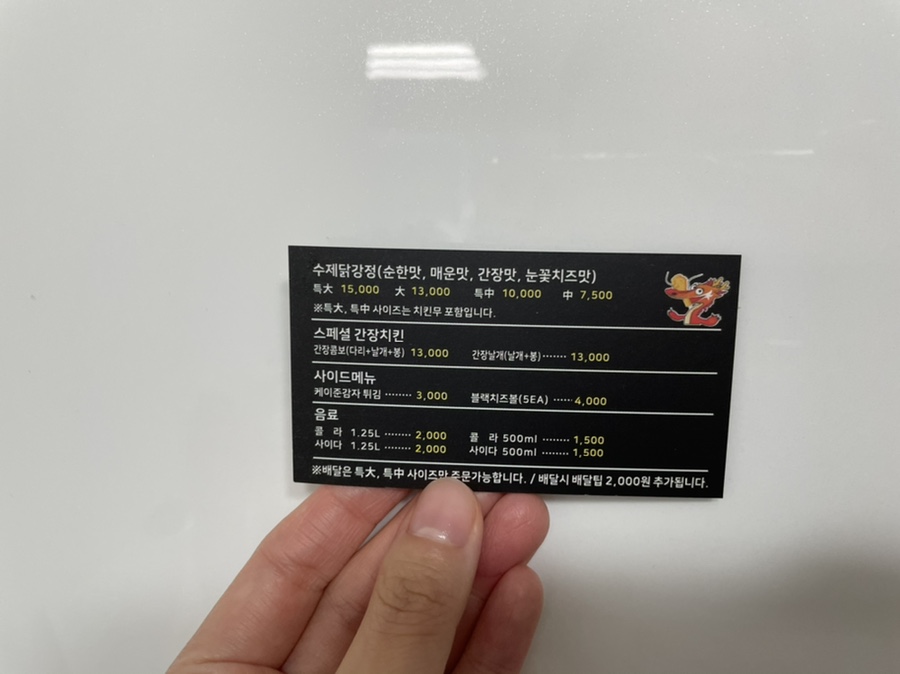 수제닭강정(순한맛, 매운맛, 간장맛, 눈꽃치즈맛)
특大 15,000 大 13,000 특中 10,000 中 7,500
※특大, 특中 사이즈는 치킨무 포함입니다.
스페셜 간장치킨
간장콤보(다리+날개+봉) 13,000 간장날개(날개+봉)······· 13,000
사이드메뉴
케이준감자 튀김 ········ 3,000 블랙치즈볼(5EA) ······ 4,000
음료
콜 라 1.25L ········· 2,000 콜 라 500ml ········ 1,500
사이다 1.25L ········· 2,000 사이다 500ml ········· 1,500
※배달은 특大, 특中 사이즈만 주문가능합니다. / 배달시 배달팁 2,000원 추가됩니다.